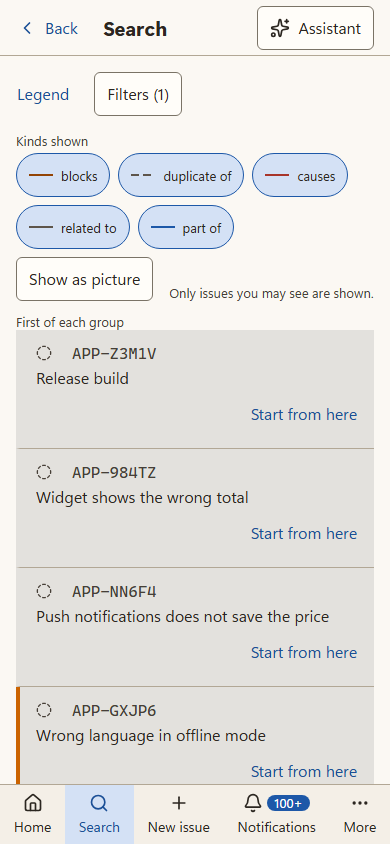 Back
Search
Assistant
Legend
Filters (1)
Kinds shown
blocks
duplicate of
causes
related to
part of
Show as picture
Only issues you may see are shown.
First of each group
APP-Z3M1V
Release build
Start from here
APP-984TZ
Widget shows the wrong total
Start from here
APP-NN6F4
Push notifications does not save the price
Start from here
APP-GXJP6
Wrong language in offline mode
Start from here
Home
Search
New issue
100+
Notifications
More